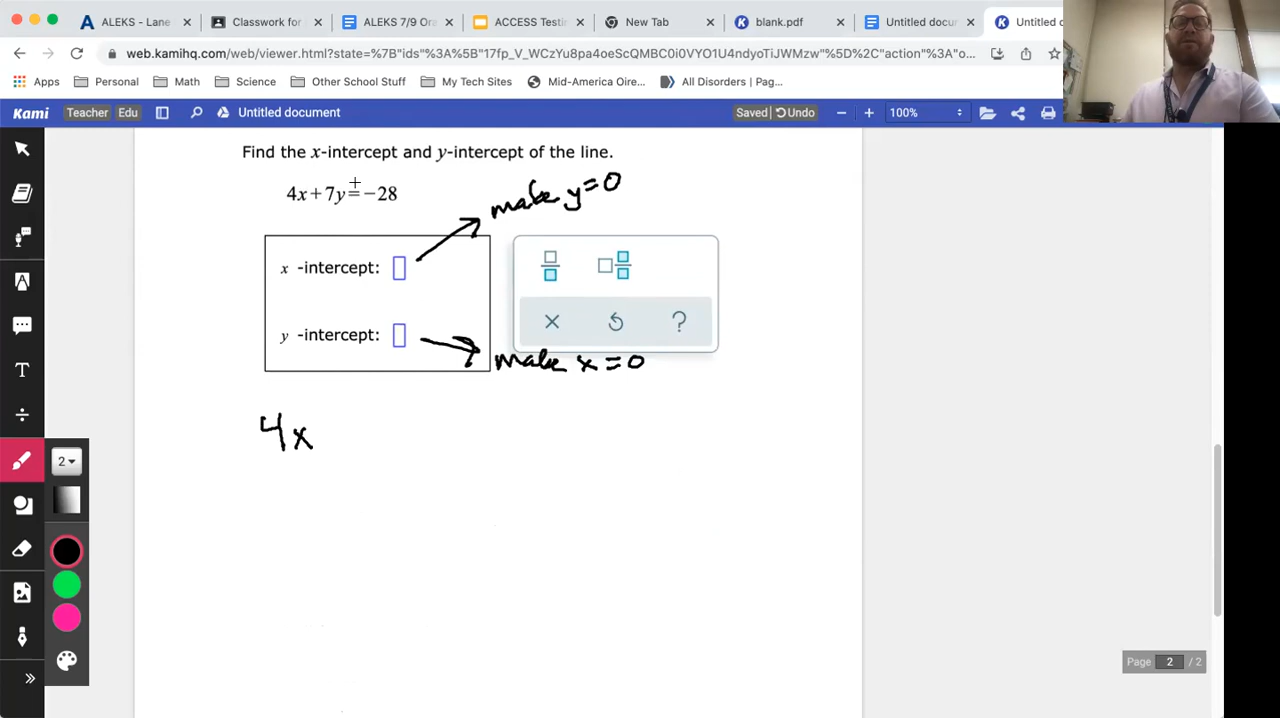 ALEKS - Lane
Classwork for
ALEKS 7/9 Ora
ACCESS Testin
New Tab
blank.pdf
Untitled docur
Untitled docu
web.kamihq.com/web/viewer.html?state=%7B"ids"%3A%5B"17fp_V_WCzYu8pa4oeScQMBC0i0VYO1U4ndyoTiJWMzw"%5D%2C"action"%3A"o...
Apps Personal Math Science Other School Stuff My Tech Sites Mid-America Oire... All Disorders | Pag...
Kami Teacher Edu Untitled document Saved Undo 100%
Find the x-intercept and y-intercept of the line.
4x+7y=−28
make y=0
x -intercept:
y -intercept:
make x=0
4x
2
Page 2 / 2